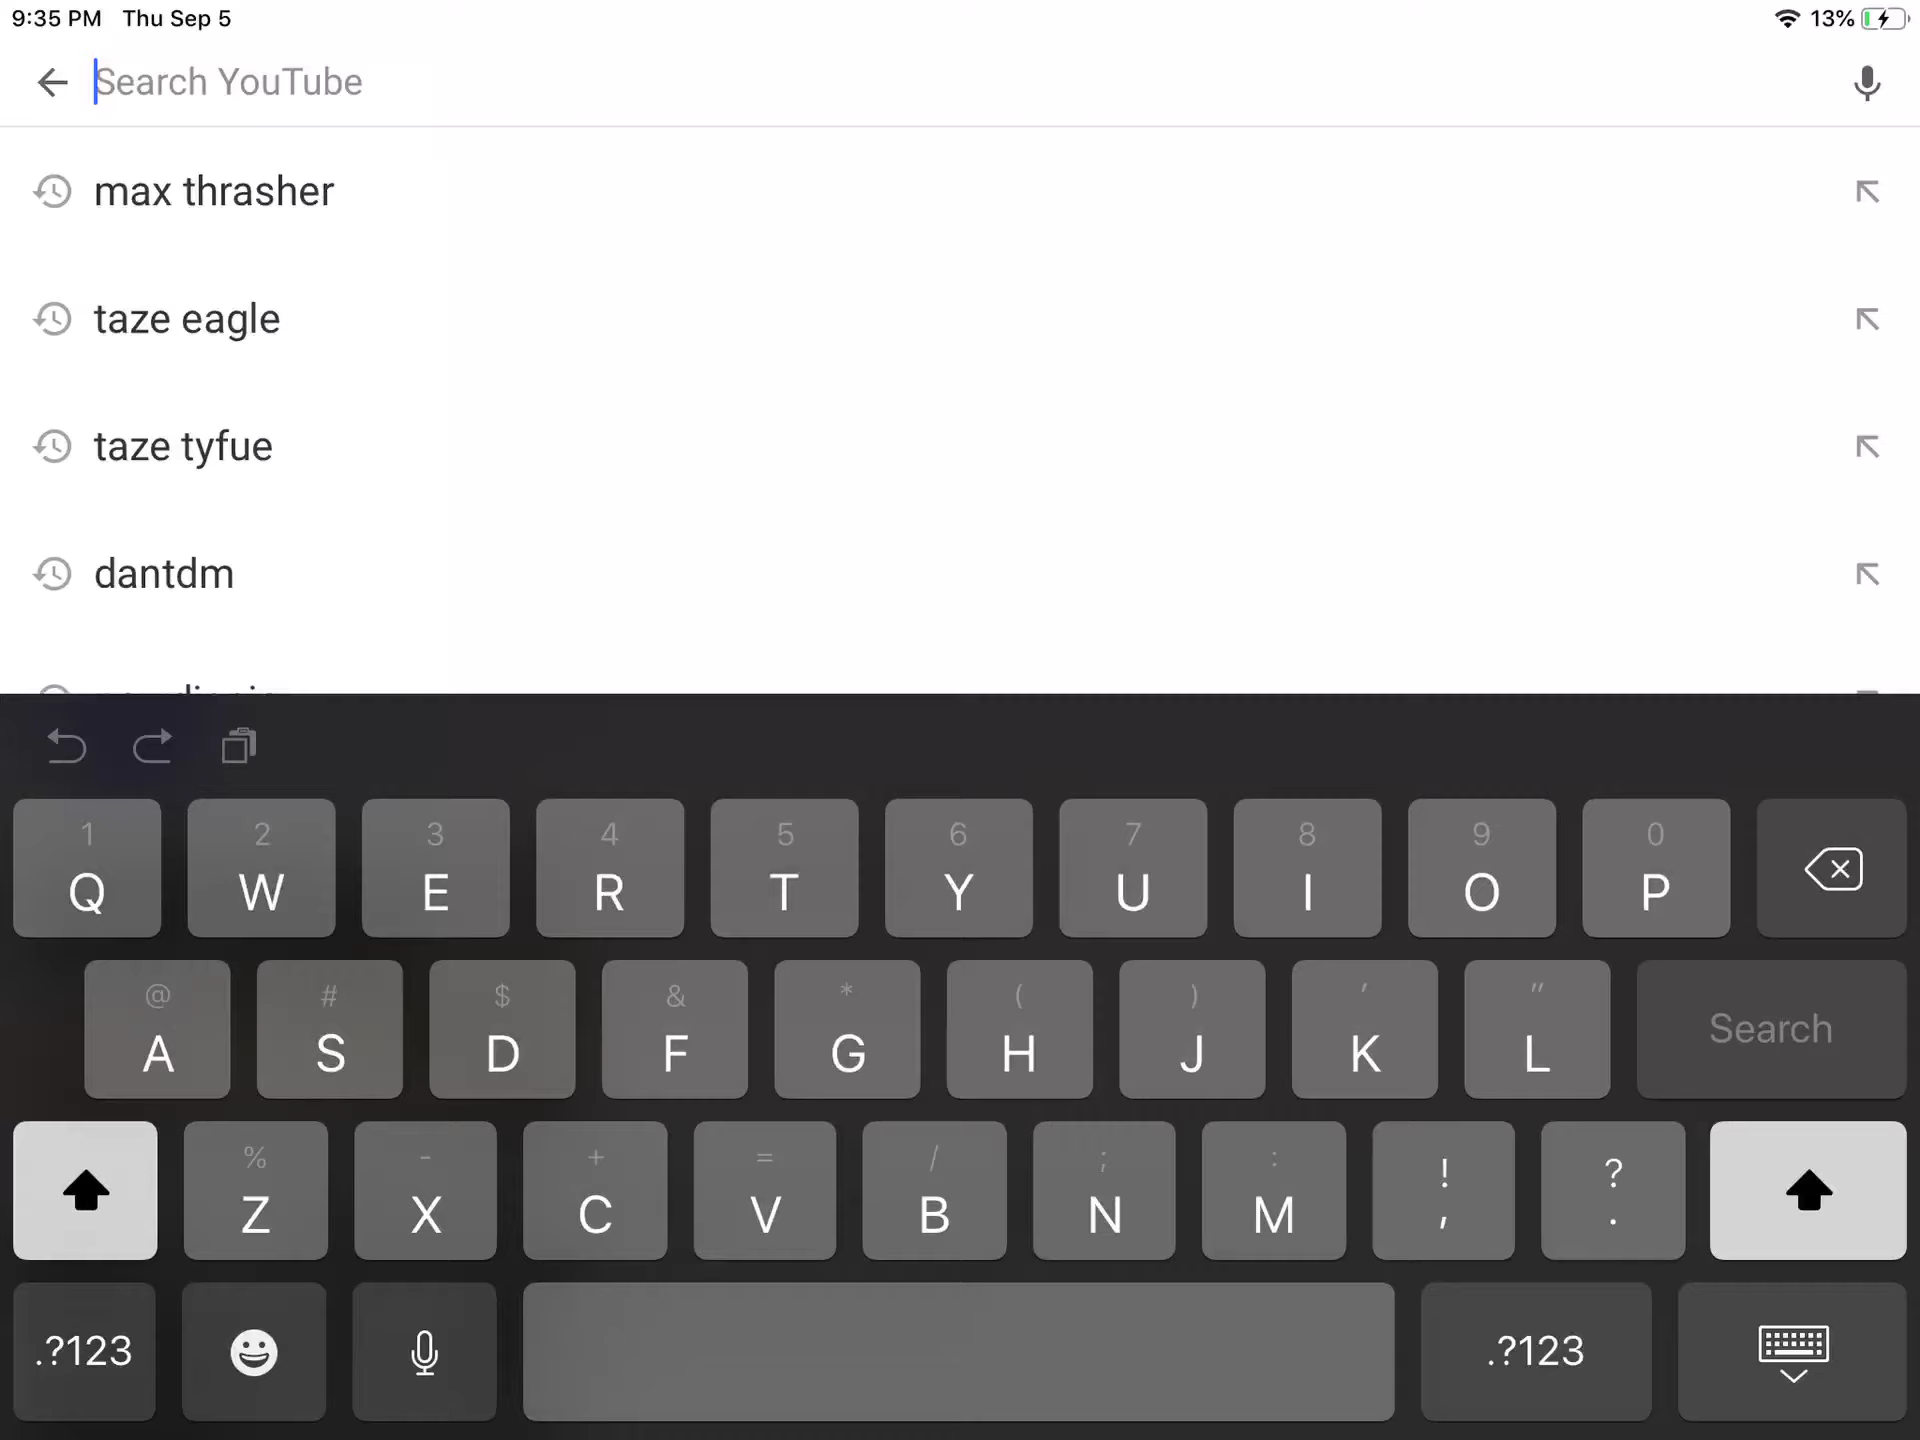 9:35 PM Thu Sep 5 13%
Search YouTube
max thrasher
taze eagle
taze tyfue
dantdm
1 2 3 4 5 6 7 8 9 0
Q W E R T Y U I O P
@ # $ & * ( ) ' "
A S D F G H J K L Search
% - + = / ; : ! ?
Z X C V B N M , .
.?123 .?123